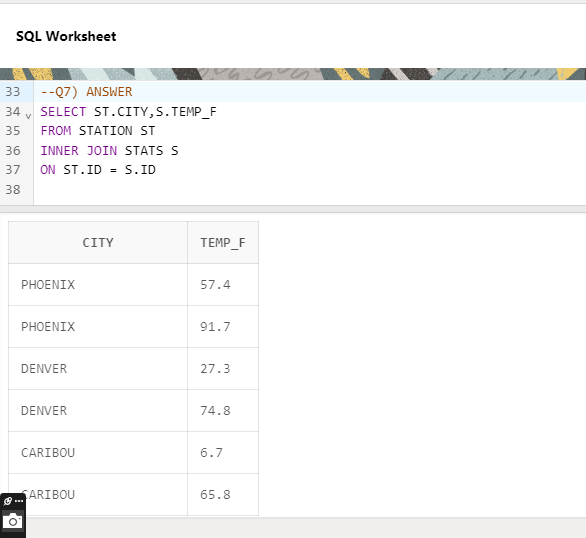 SQL Worksheet
33 --Q7) ANSWER
34 SELECT ST.CITY,S.TEMP_F
35 FROM STATION ST
36 INNER JOIN STATS S
37 ON ST.ID = S.ID
38
CITY TEMP_F
PHOENIX 57.4
PHOENIX 91.7
DENVER 27.3
DENVER 74.8
CARIBOU 6.7
CARIBOU 65.8